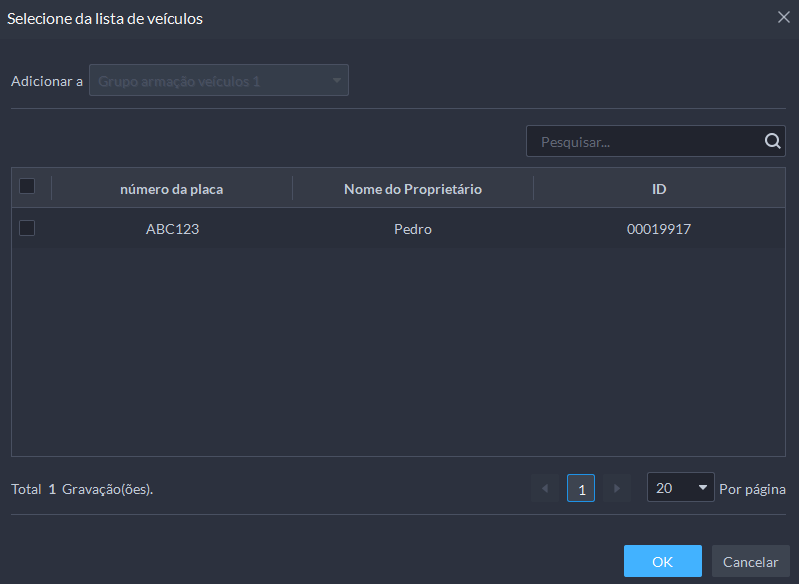 Selecione da lista de veículos
Adicionar a Grupo armação veículos 1
Pesquisar...
número da placa Nome do Proprietário ID
ABC123 Pedro 00019917
Total 1 Gravação(ões). 1 20 Por página
OK Cancelar